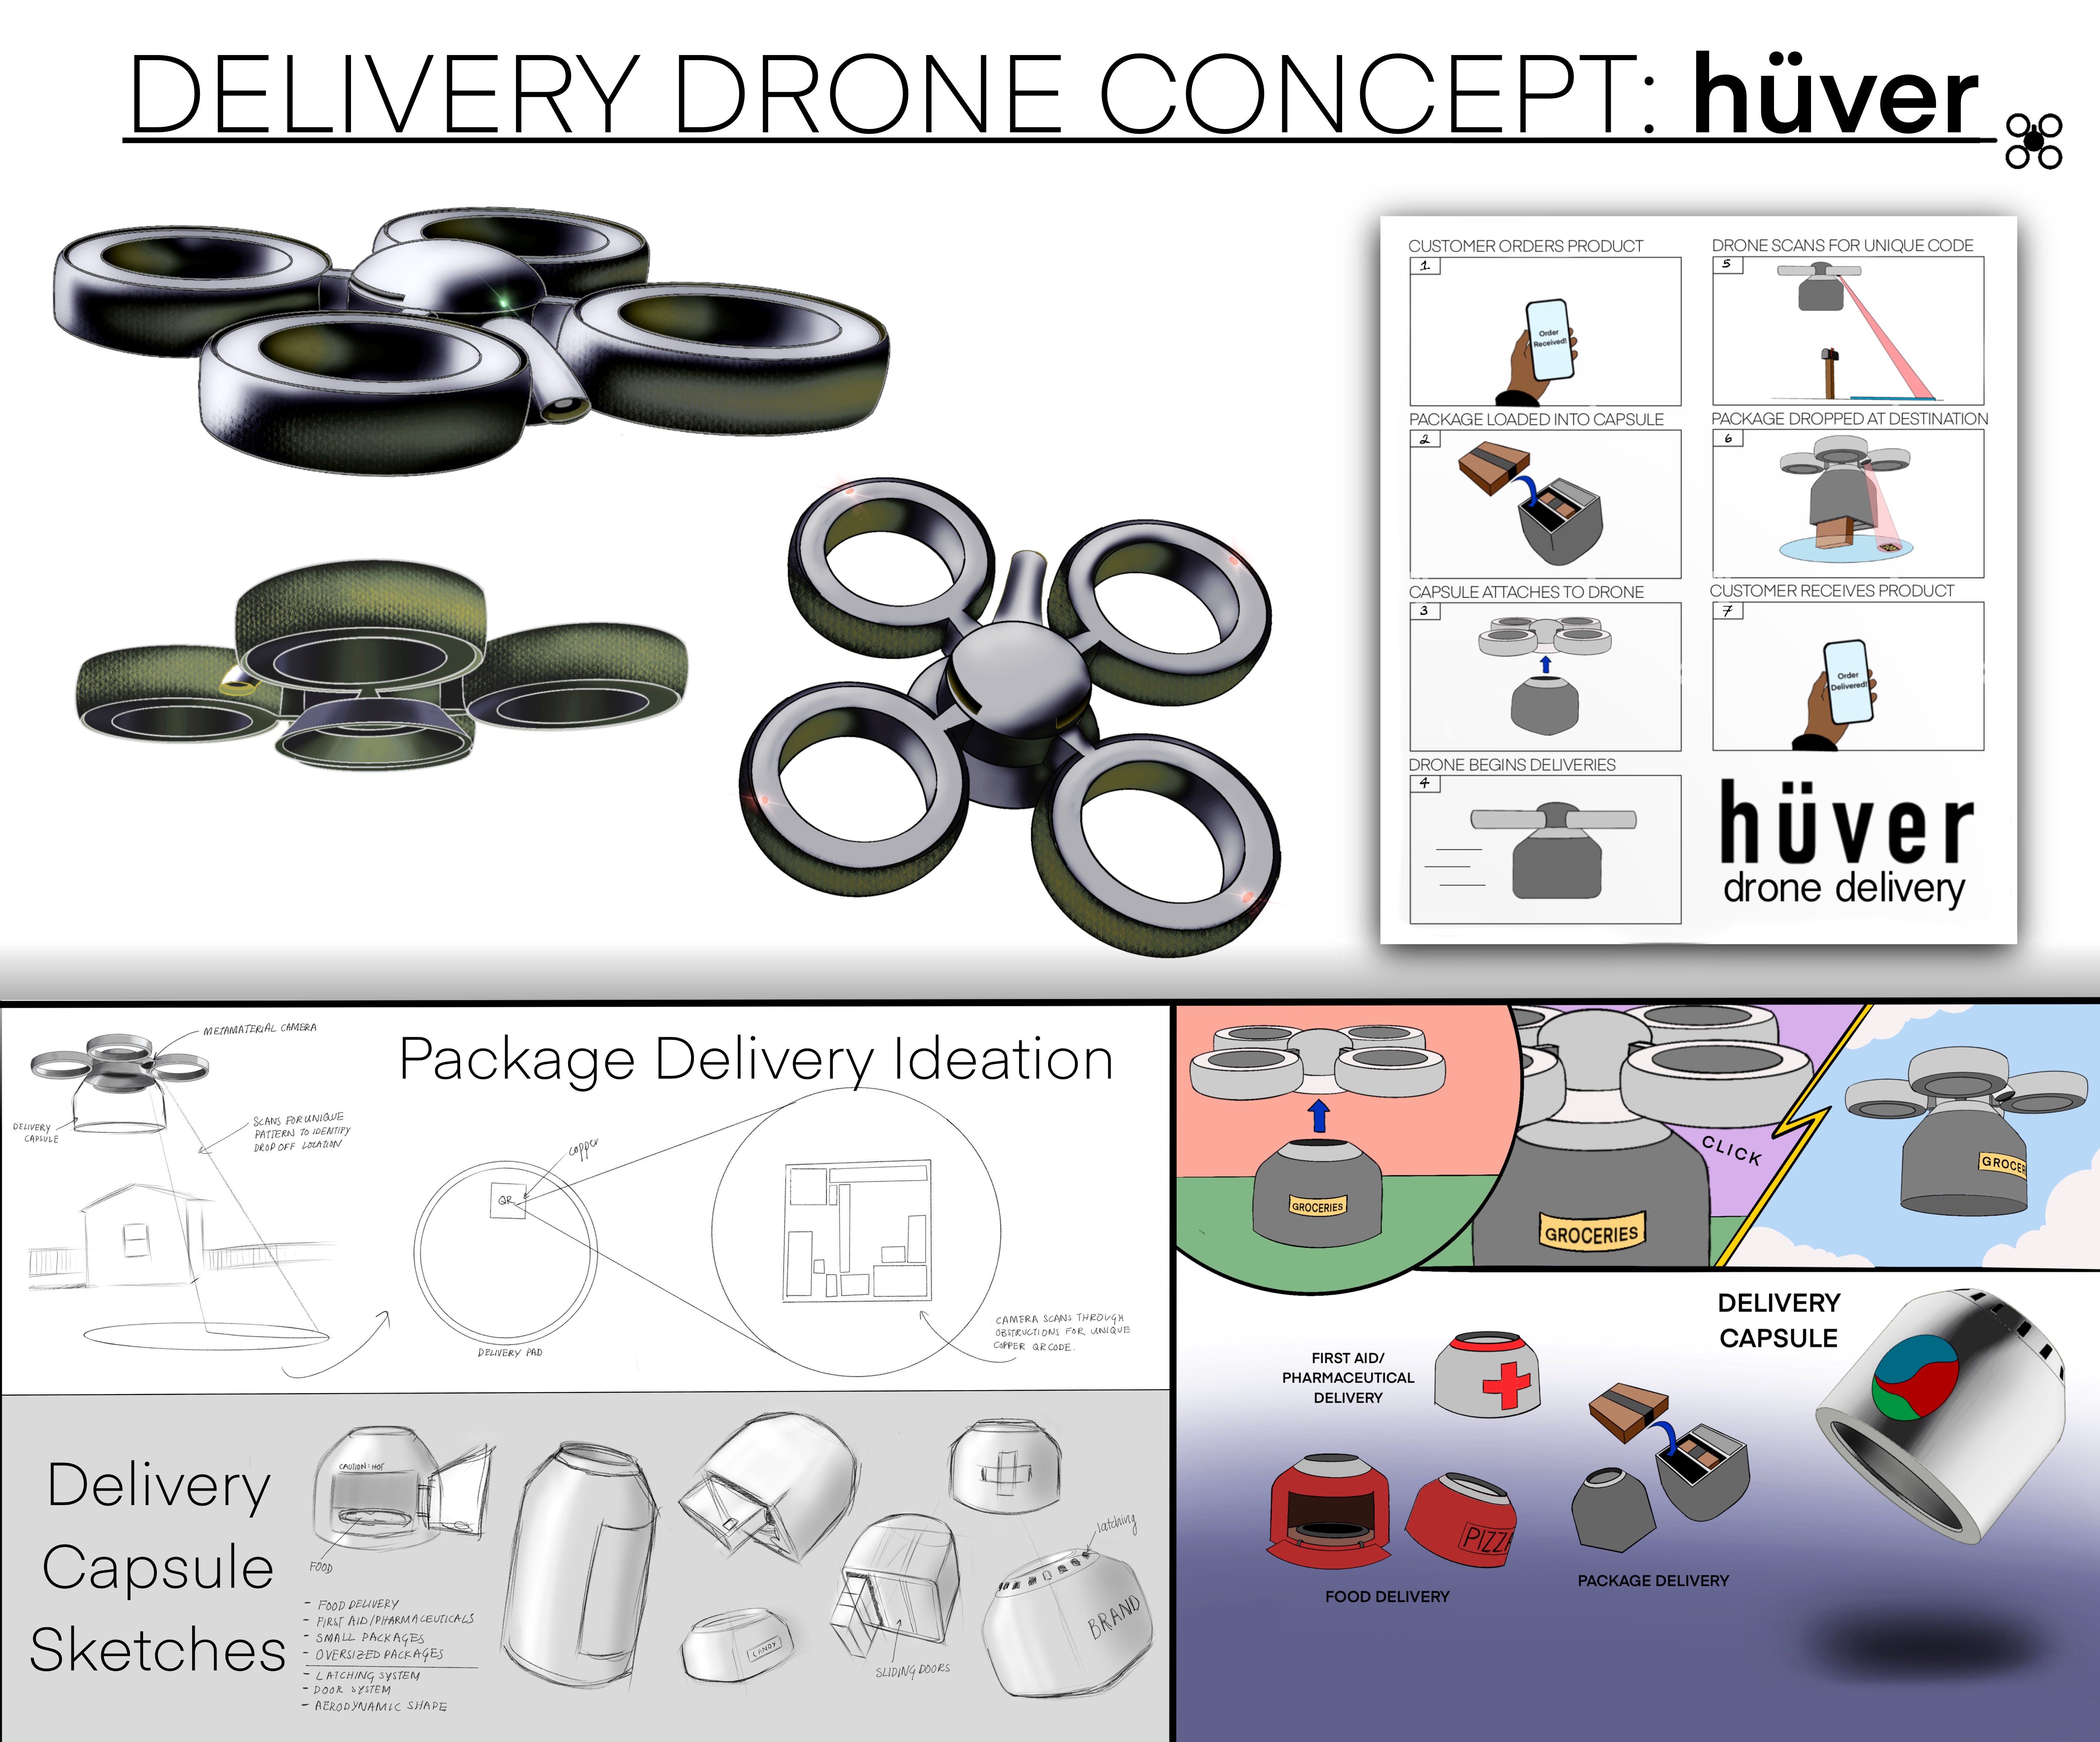 DELIVERY DRONE CONCEPT: hüver
CUSTOMER ORDERS PRODUCT
1
Order
Received!
PACKAGE LOADED INTO CAPSULE
2
CAPSULE ATTACHES TO DRONE
3
DRONE BEGINS DELIVERIES
4
DRONE SCANS FOR UNIQUE CODE
5
PACKAGE DROPPED AT DESTINATION
6
CUSTOMER RECEIVES PRODUCT
7
Order
Delivered!
hüver
drone delivery
Package Delivery Ideation
METAMATERIAL CAMERA
DELIVERY
CAPSULE
SCANS FOR UNIQUE
PATTERN TO IDENTIFY
DROP OFF LOCATION
copper
QR
DELIVERY PAD
CAMERA SCANS THROUGH
OBSTRUCTIONS FOR UNIQUE
COPPER QR CODE.
Delivery
Capsule
Sketches
CAUTION: HOT
FOOD
- FOOD DELIVERY
- FIRST AID/PHARMACEUTICALS
- SMALL PACKAGES
- OVERSIZED PACKAGES
- LATCHING SYSTEM
- DOOR SYSTEM
- AERODYNAMIC SHAPE
CANDY
SLIDING DOORS
latching
BRAND
GROCERIES
GROCERIES
CLICK
GROCER
DELIVERY
CAPSULE
FIRST AID/
PHARMACEUTICAL
DELIVERY
PIZZ
FOOD DELIVERY
PACKAGE DELIVERY